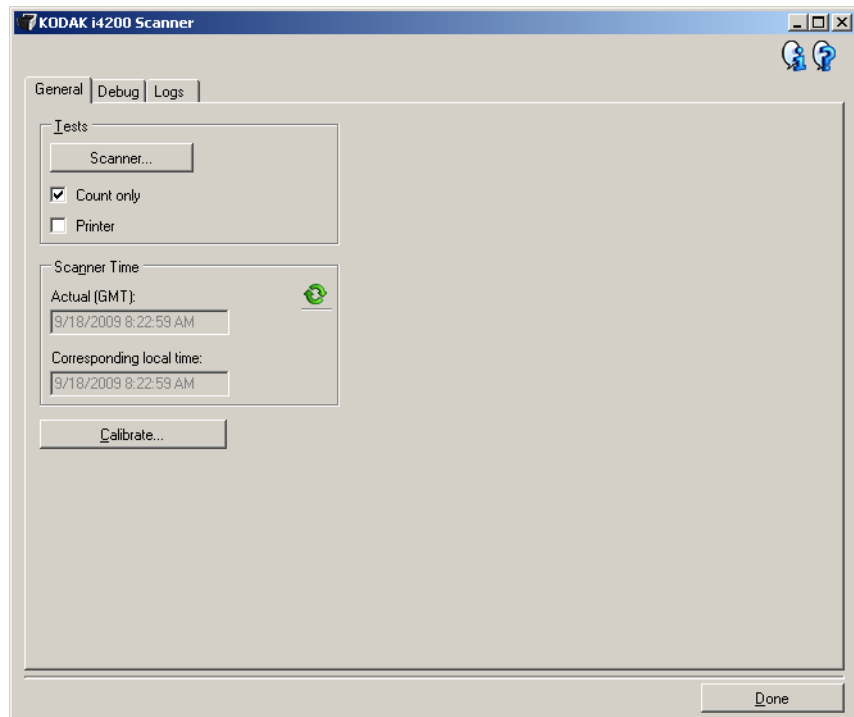 KODAK i4200 Scanner
General Debug Logs
Tests
Scanner...
Count only
Printer
Scanner Time
Actual (GMT):
9/18/2009 8:22:59 AM
Corresponding local time:
9/18/2009 8:22:59 AM
Calibrate...
Done